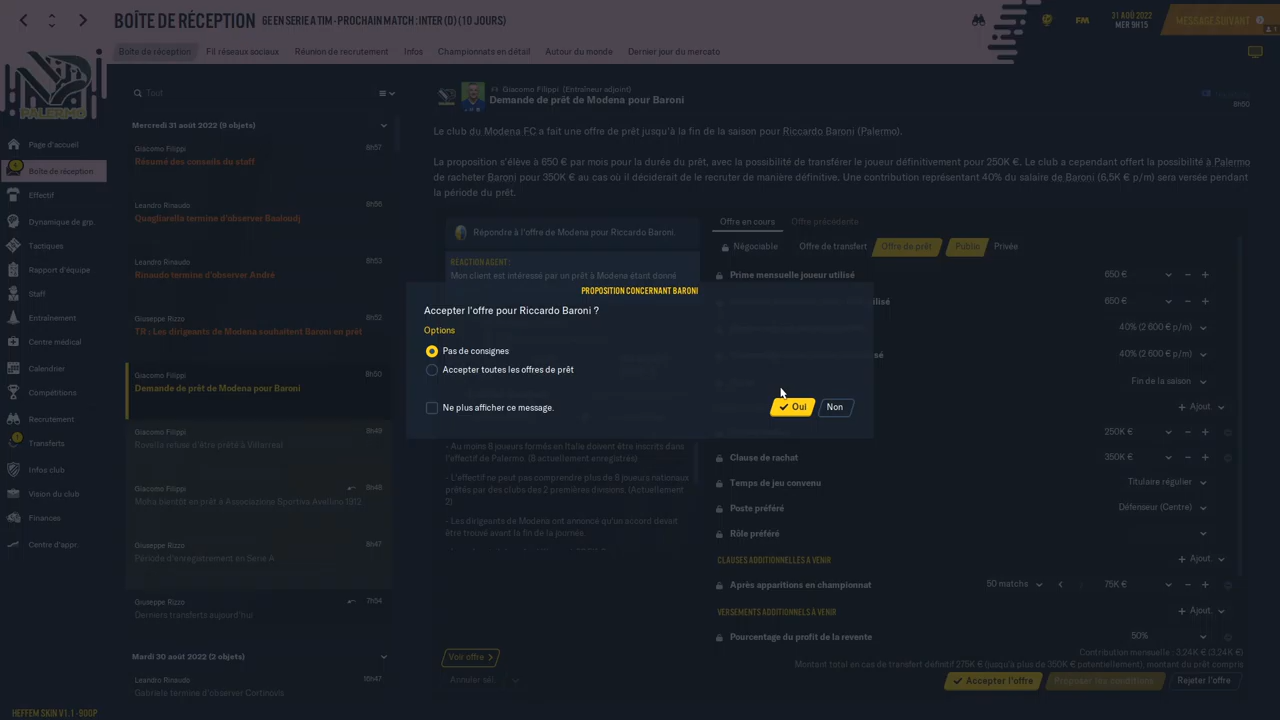 BOÎTE DE RÉCEPTION
6E EN SERIE A TIM - PROCHAIN MATCH : INTER (D) (10 JOURS)
FM
31 AOÛ 2022
MER 9H15
MESSAGE SUIVANT
1
Boîte de réception
Fil réseaux sociaux
Réunion de recrutement
Infos
Championnats en détail
Autour du monde
Dernier jour du mercato
PALERMO
Page d'accueil
Boîte de réception
Effectif
Dynamique de gro.
Tactiques
Rapport d'équipe
Staff
Entraînement
Centre médical
Calendrier
Compétitions
Recrutement
Transferts
Infos club
Vision du club
Finances
Centre d'appr.
HEFFEM SKIN V1.1 - 900P
Tout
Mercredi 31 août 2022 (9 objets)
Giacomo Filippi
8h57
Résumé des conseils du staff
Leandro Rinaudo
8h56
Quagliarella termine d'observer Baaloudj
Leandro Rinaudo
8h53
Rinaudo termine d'observer André
Giuseppe Rizzo
8h52
TR : Les dirigeants de Modena souhaitent Baroni en prêt
Giacomo Filippi
8h50
Demande de prêt de Modena pour Baroni
Giacomo Filippi
8h49
Rovella refuse d'être prêté à Villarreal
Giacomo Filippi
8h48
Moha bientôt en prêt à Associazione Sportiva Avellino 1912
Giuseppe Rizzo
8h47
Période d'enregistrement en Serie A
Giuseppe Rizzo
7h34
Derniers transferts aujourd'hui
Mardi 30 août 2022 (2 objets)
Leandro Rinaudo
16h47
Gabriele termine d'observer Cortinovis
Giacomo Filippi (Entraîneur adjoint)
Demande de prêt de Modena pour Baroni
8h50
Le club du Modena FC a fait une offre de prêt jusqu'à la fin de la saison pour Riccardo Baroni (Palermo).
La proposition s'élève à 650 € par mois pour la durée du prêt, avec la possibilité de transférer le joueur définitivement pour 250K €. Le club a cependant offert la possibilité à Palermo
de racheter Baroni pour 350K € au cas où il déciderait de le recruter de manière définitive. Une contribution représentant 40% du salaire de Baroni (6,5K € p/m) sera versée pendant
la période du prêt.
Répondre à l'offre de Modena pour Riccardo Baroni.
RÉACTION AGENT :
Mon client est intéressé par un prêt à Modena étant donné
Offre en cours
Offre précédente
Négociable
Offre de transfert
Offre de prêt
Public
Privée
Prime mensuelle joueur utilisé
650 €
650 €
40% (2 600 € p/m)
40% (2 600 € p/m)
Fin de la saison
Ajout.
250K €
Clause de rachat
350K €
Temps de jeu convenu
Titulaire régulier
Poste préféré
Défenseur (Centre)
Rôle préféré
CLAUSES ADDITIONNELLES À VENIR
Ajout.
Après apparitions en championnat
50 matchs
75K €
VERSEMENTS ADDITIONNELS À VENIR
Ajout.
Pourcentage du profit de la revente
50%
PROPOSITION CONCERNANT BARONI
Accepter l'offre pour Riccardo Baroni ?
Options
Pas de consignes
Accepter toutes les offres de prêt
Ne plus afficher ce message.
Oui
Non
- Au moins 8 joueurs formés en Italie doivent être inscrits dans
l'effectif de Palermo. (8 actuellement enregistrés).
- L'effectif ne peut pas comprendre plus de 6 joueurs nationaux
prêtés par des clubs des 2 premières divisions. (Actuellement
2)
- Les dirigeants de Modena ont annoncé qu'un accord devait
être trouvé avant la fin de la journée.
Voir offre
Annuler sél.
Contribution mensuelle : 3,24K € (3,24K €)
Montant total en cas de transfert définitif 275K € (jusqu'à plus de 350K € potentiellement), montant du prêt compris
Accepter l'offre
Proposer les conditions
Rejeter l'offre